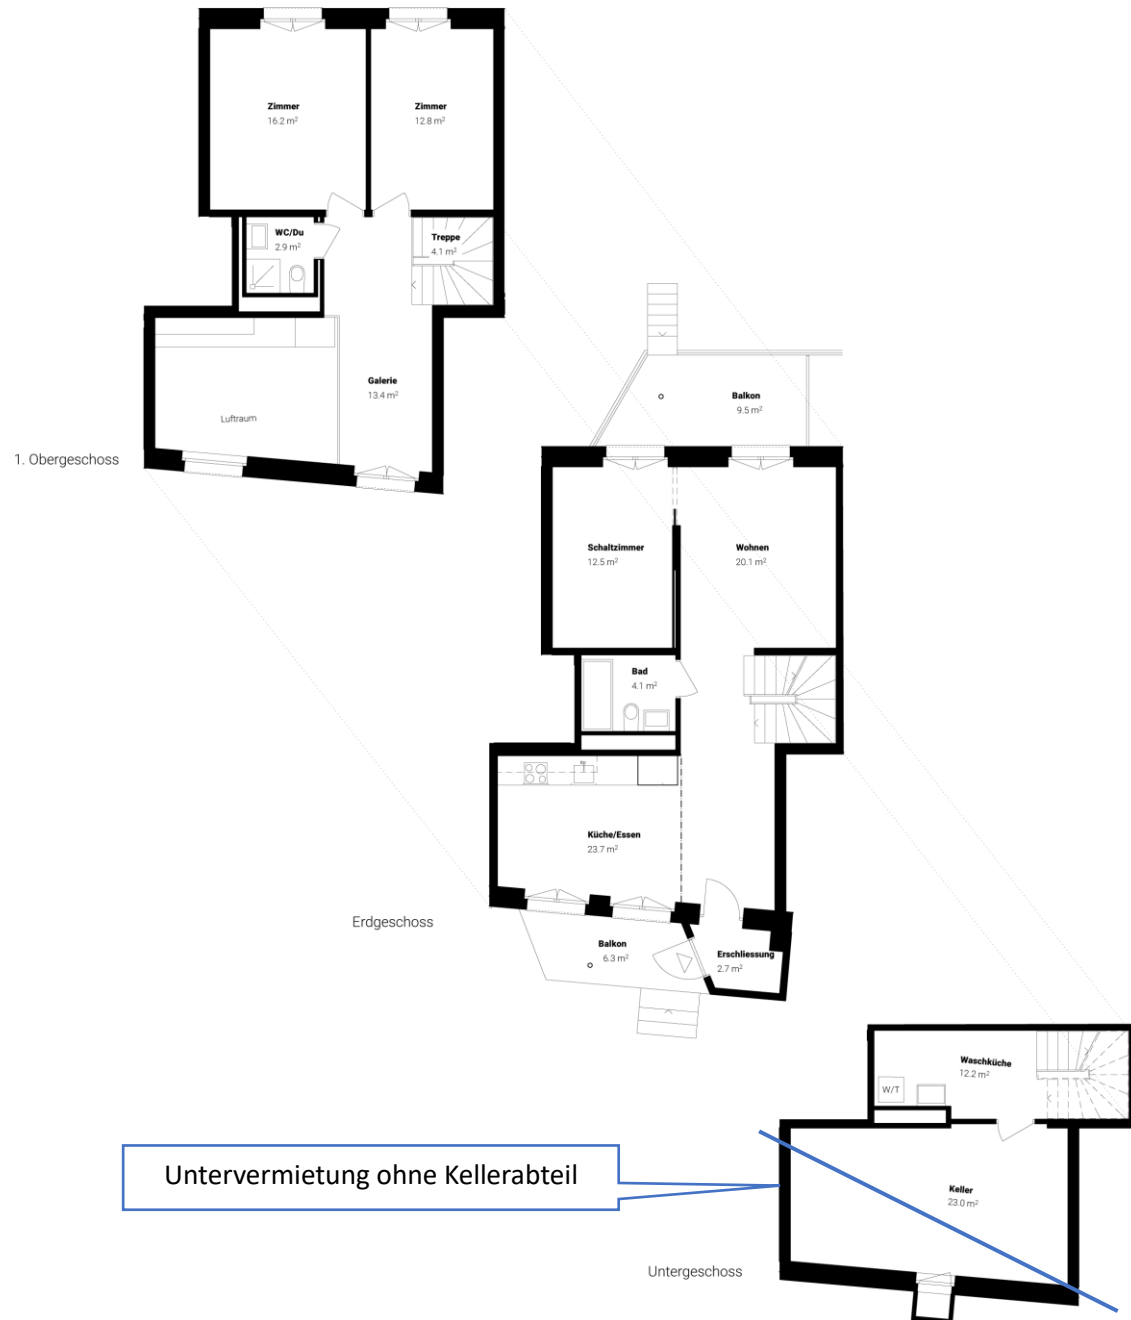 Zimmer
16.2 m²
Zimmer
12.8 m²
WC/Du
2.9 m²
Treppe
4.1 m²
Galerie
13.4 m²
Luftraum
1. Obergeschoss
Balkon
9.5 m²
Schaltzimmer
12.5 m²
Wohnen
20.1 m²
Bad
4.1 m²
Küche/Essen
23.7 m²
Erdgeschoss
Balkon
6.3 m²
Erschliessung
2.7 m²
Waschküche
12.2 m²
W/T
Untervermietung ohne Kellerabteil
Keller
23.0 m²
Untergeschoss